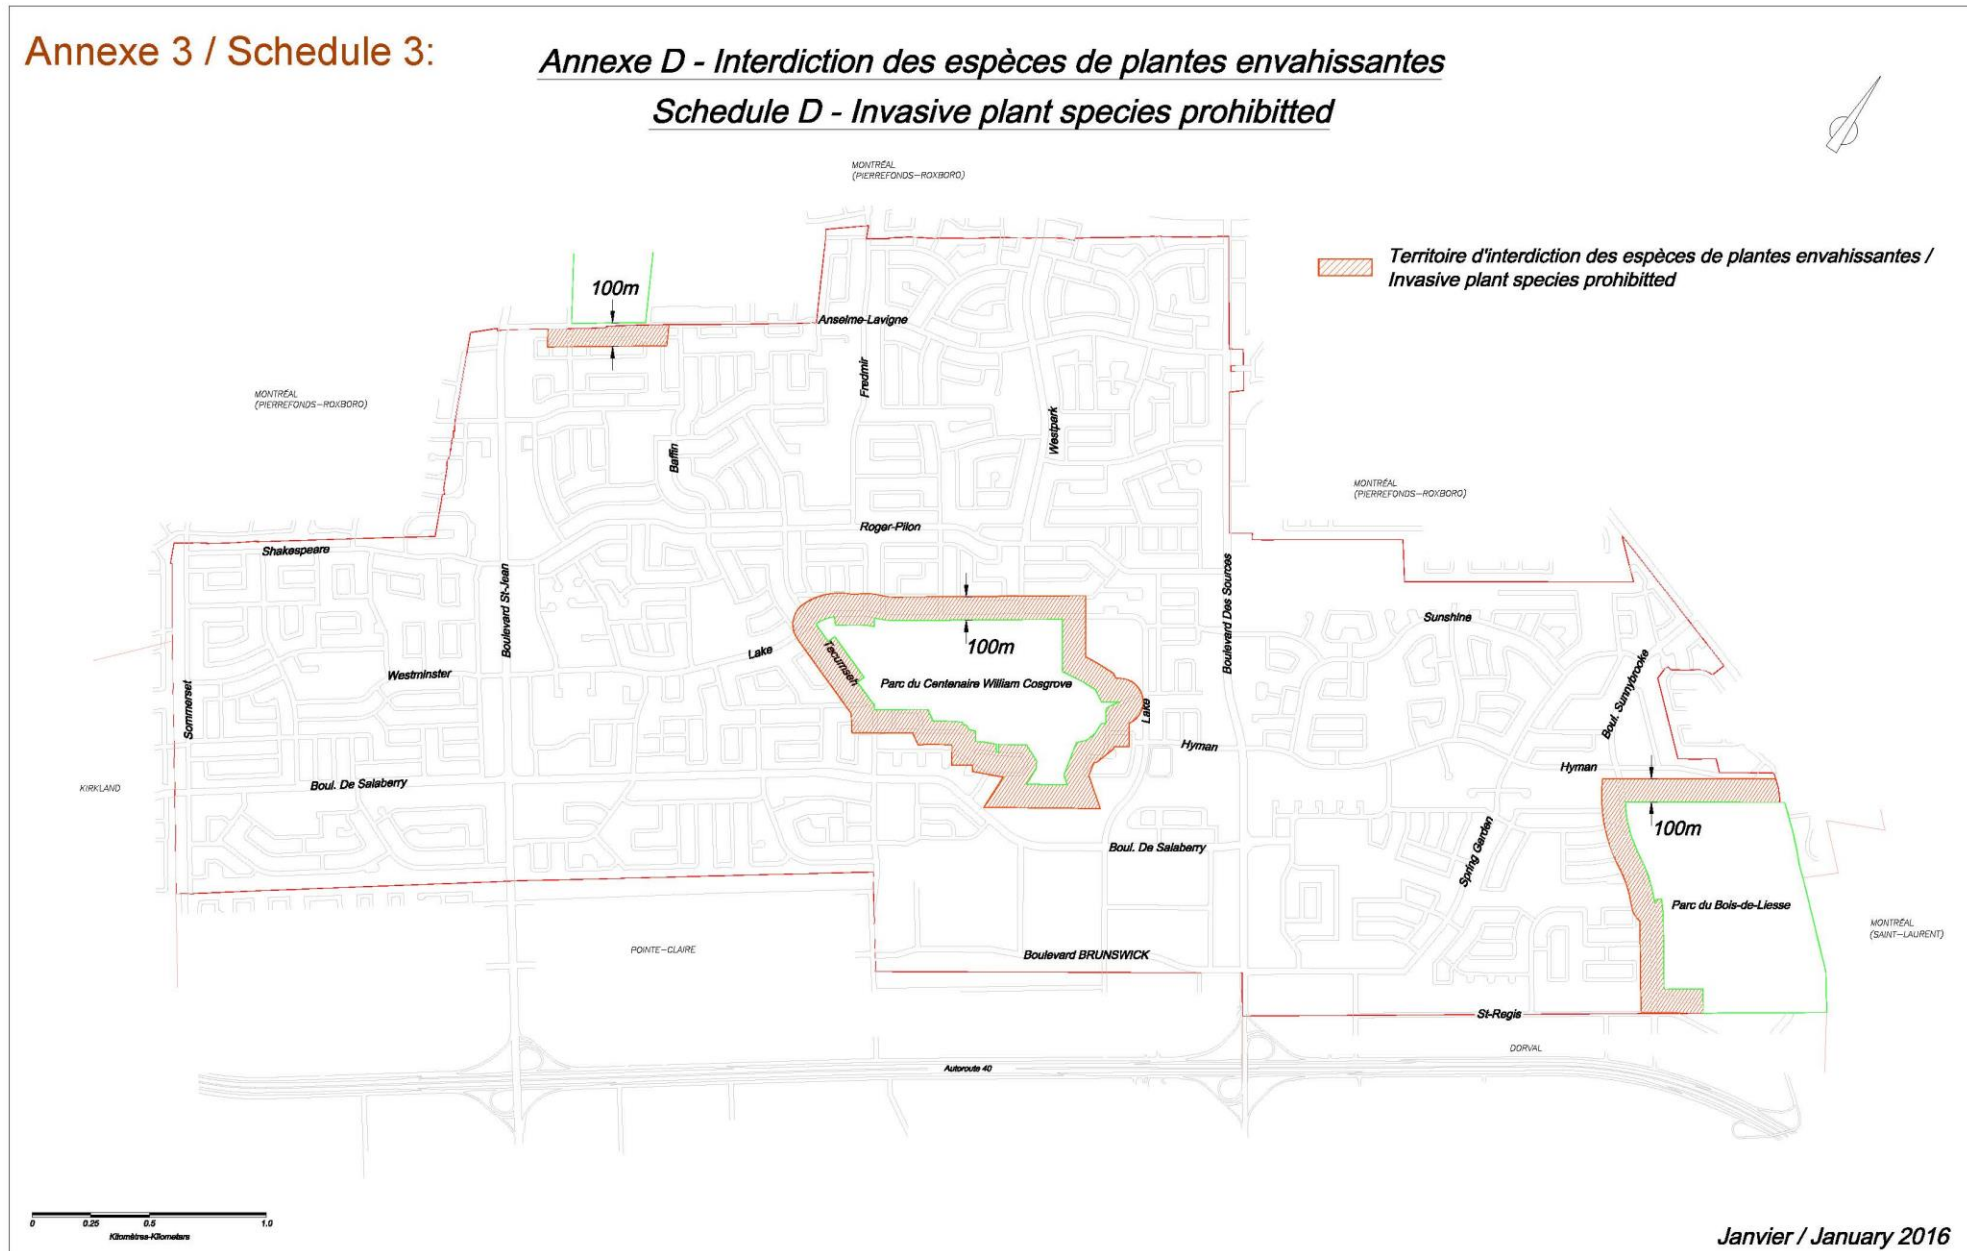 Annexe 3 / Schedule 3:
Annexe D - Interdiction des espèces de plantes envahissantes
Schedule D - Invasive plant species prohibitted
MONTRÉAL
(PIERREFONDS-ROXBORO)
Territoire d'interdiction des espèces de plantes envahissantes /
Invasive plant species prohibitted
100m
Anselme-Lavigne
Fredmir
MONTRÉAL
(PIERREFONDS-ROXBORO)
Westpark
Baffin
MONTRÉAL
(PIERREFONDS-ROXBORO)
Roger-Pilon
Shakespeare
Boulevard St-Jean
Boulevard Des Sources
Sunshine
100m
Lake
Tecumseh
Westminster
Parc du Centenaire William Cosgrove
Sommerset
Lake
Boul. Sunnybrooke
Hyman
Hyman
KIRKLAND
Boul. De Salaberry
100m
Boul. De Salaberry
Spring Garden
Parc du Bois-de-Liesse
MONTRÉAL
(SAINT-LAURENT)
POINTE-CLAIRE
Boulevard BRUNSWICK
St-Regis
DORVAL
Autoroute 40
0 0.25 0.5 1.0
Kilomètres-Kilometers
Janvier / January 2016